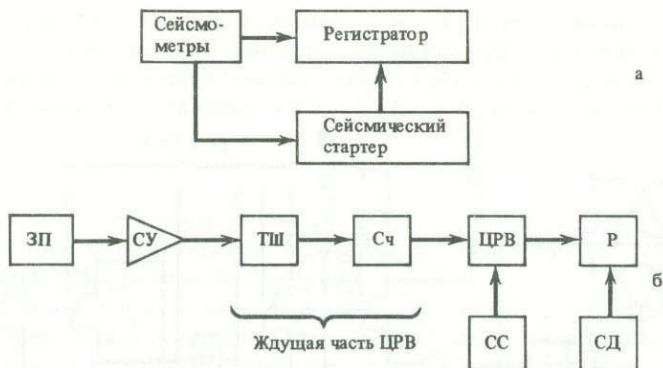 Сейсмо-
метры
Регистратор
а
Сейсмический
стартер
ЗП
СУ
ТШ
Сч
ЦРВ
Р
б
Ждущая часть ЦРВ
СС
СД